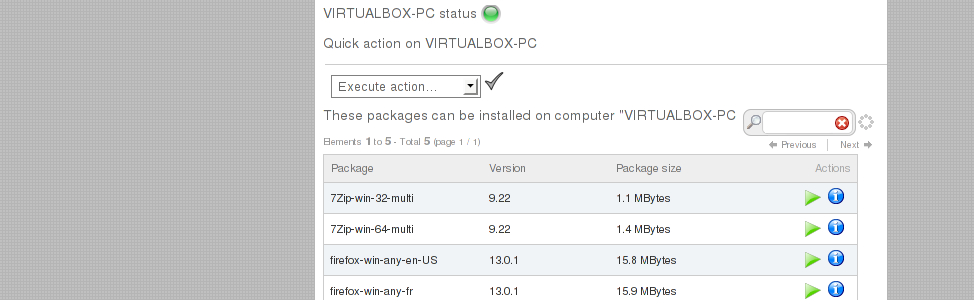 VIRTUALBOX-PC status
Quick action on VIRTUALBOX-PC
Execute action...
These packages can be installed on computer "VIRTUALBOX-PC
Elements 1 to 5 - Total 5 (page 1 / 1)
Previous | Next
Package Version Package size Actions
7Zip-win-32-multi 9.22 1.1 MBytes
7Zip-win-64-multi 9.22 1.4 MBytes
firefox-win-any-en-US 13.0.1 15.8 MBytes
firefox-win-any-fr 13.0.1 15.9 MBytes